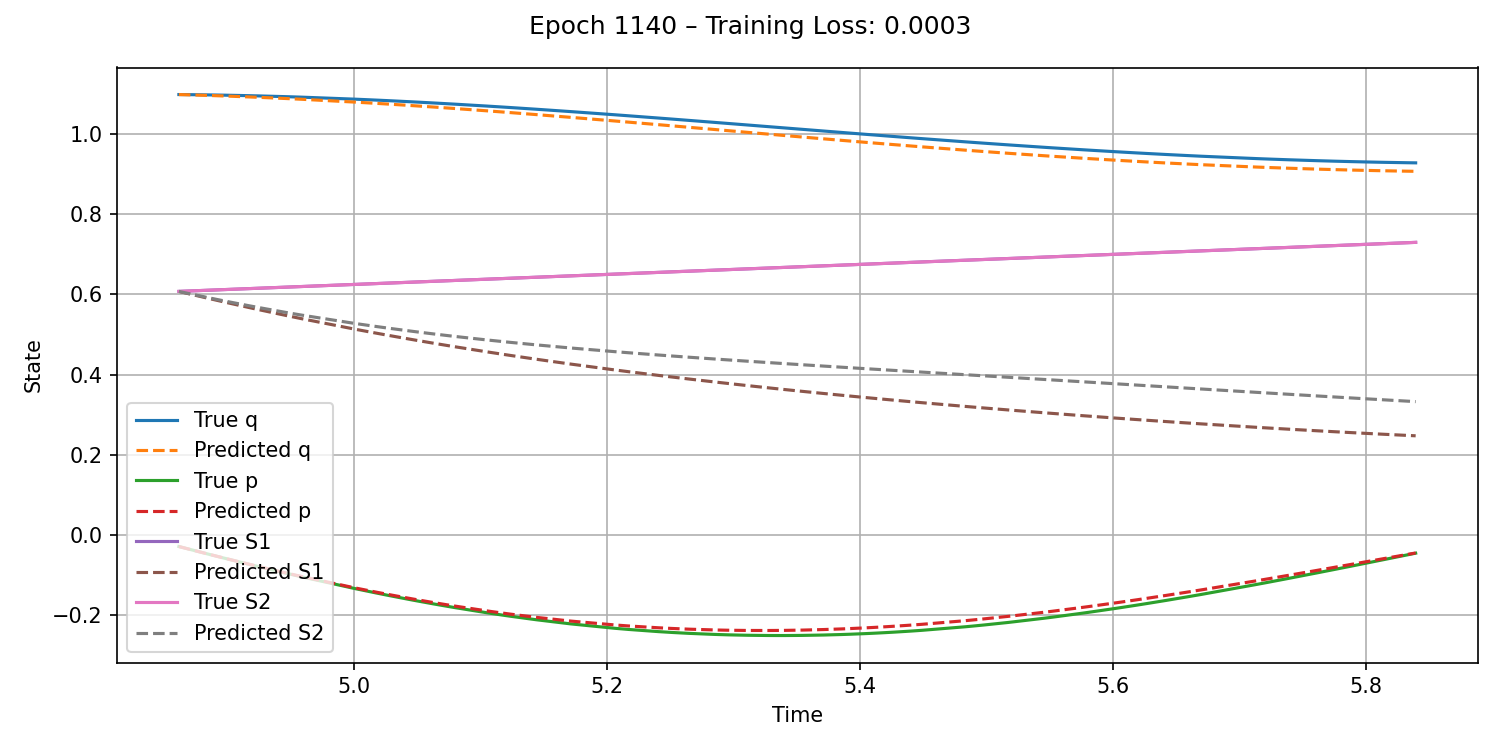 Epoch 1140 – Training Loss: 0.0003
1.0
0.8
0.6
0.4
0.2
0.0
−0.2
State
True q
Predicted q
True p
Predicted p
True S1
Predicted S1
True S2
Predicted S2
5.0 5.2 5.4 5.6 5.8
Time